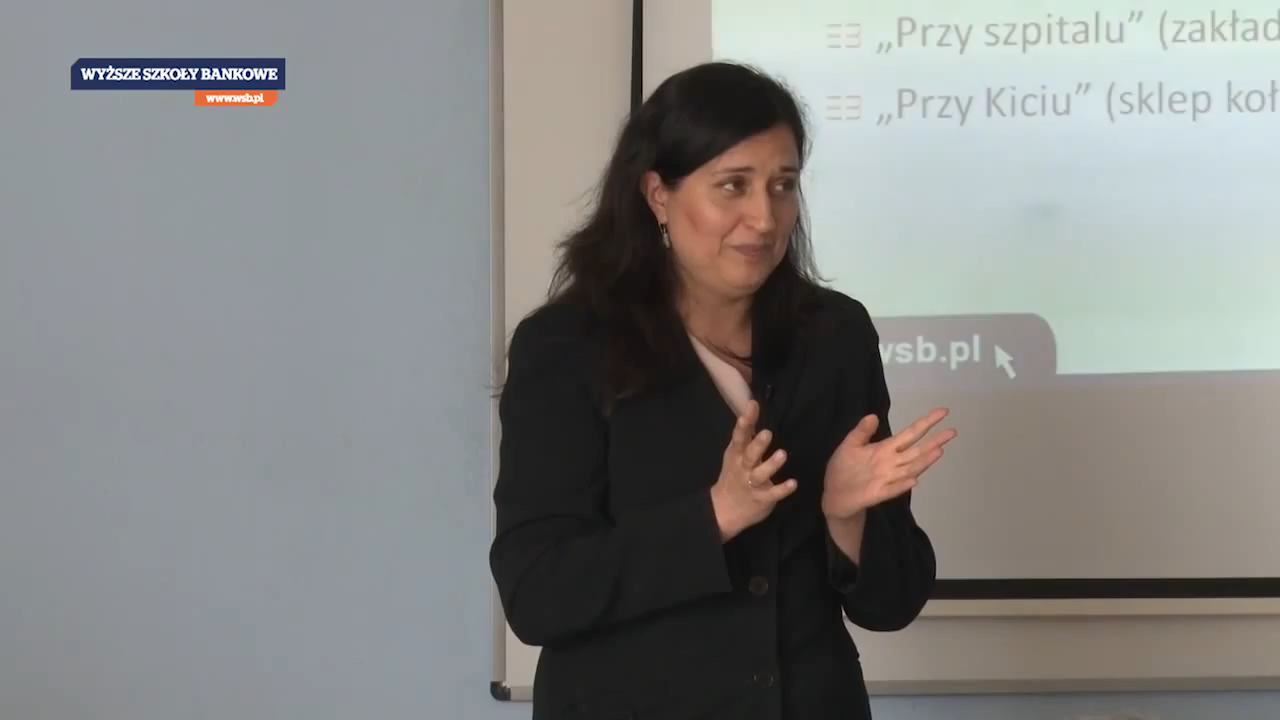 WYŻSZE SZKOŁY BANKOWE
www.wsb.pl
„Przy szpitalu” (zakład
„Przy Kiciu” (sklep koł
wsb.pl